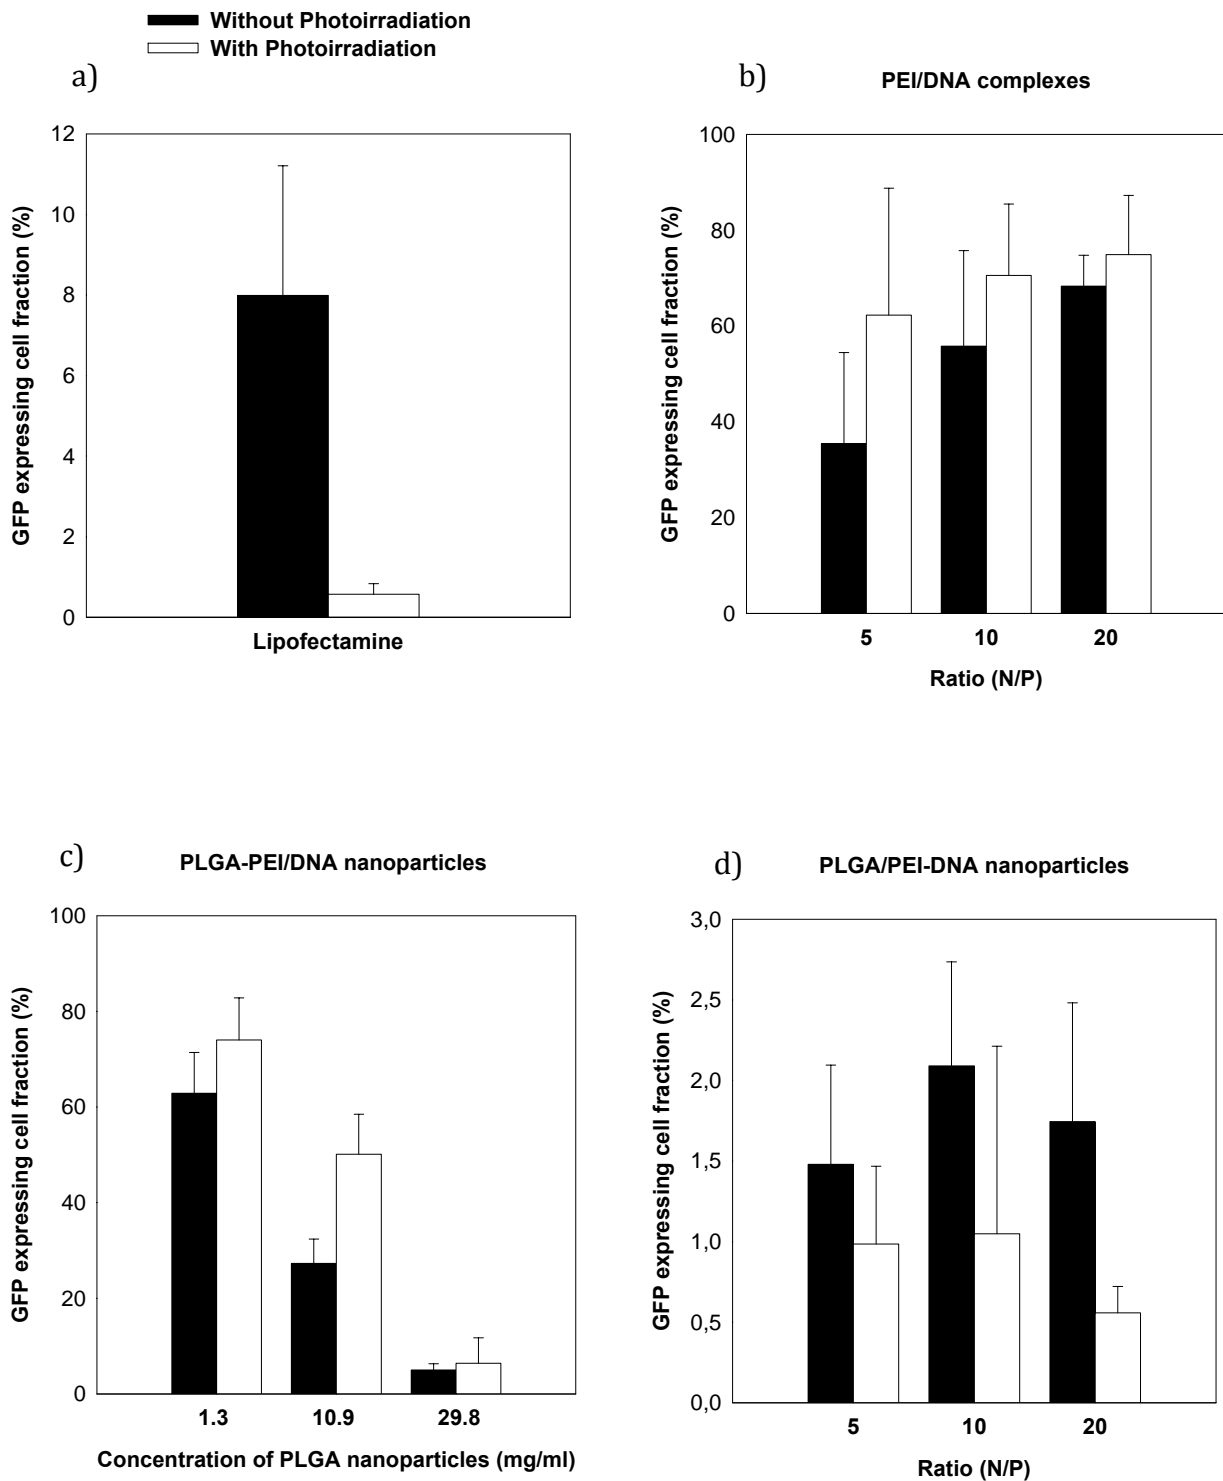 Without Photoirradiation
With Photoirradiation
a)
GFP expressing cell fraction (%)
12
10
8
6
4
2
0
Lipofectamine
b)
PEI/DNA complexes
GFP expressing cell fraction (%)
100
80
60
40
20
0
5 10 20
Ratio (N/P)
c)
PLGA-PEI/DNA nanoparticles
GFP expressing cell fraction (%)
100
80
60
40
20
0
1.3 10.9 29.8
Concentration of PLGA nanoparticles (mg/ml)
d)
PLGA/PEI-DNA nanoparticles
GFP expressing cell fraction (%)
3,0
2,5
2,0
1,5
1,0
0,5
0,0
5 10 20
Ratio (N/P)